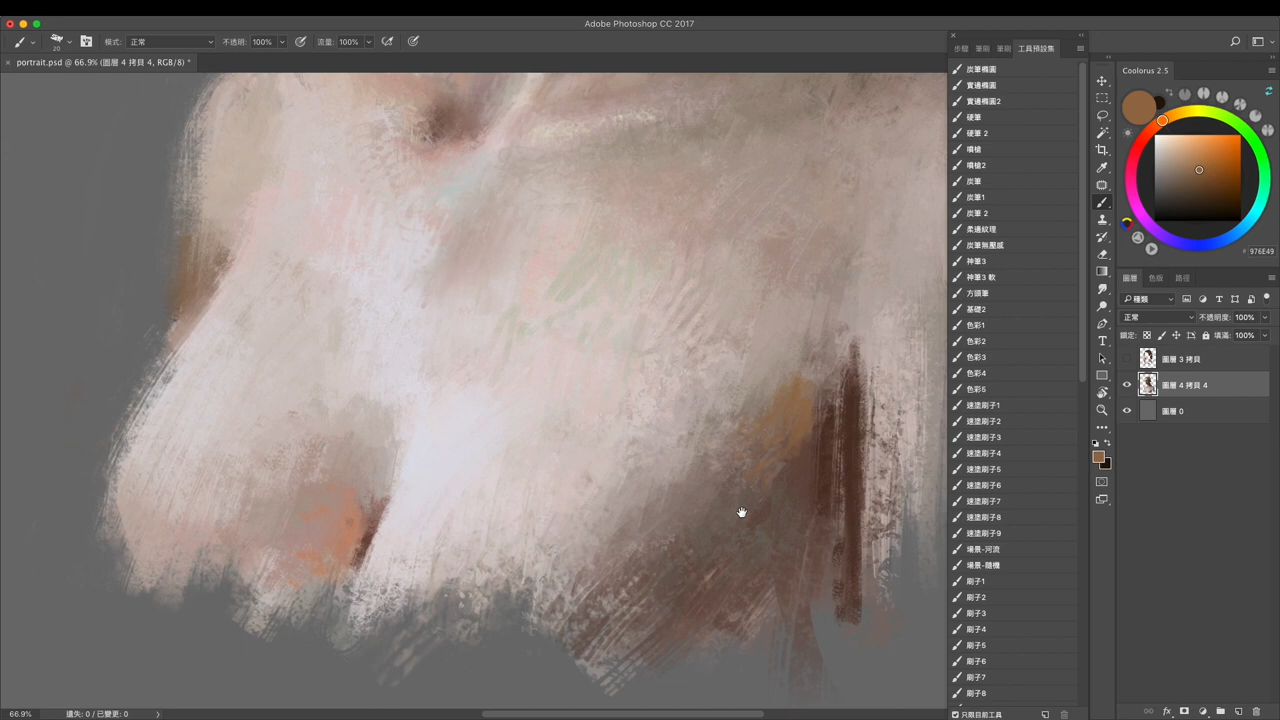 Adobe Photoshop CC 2017
20
模式: 正常
不透明: 100%
流量: 100%
× portrait.psd @ 66.9% (圖層 4 拷貝 4, RGB/8) *
步驟 筆刷 筆刷 工具預設集
炭筆橢圓
實邊橢圓
實邊橢圓2
硬筆
硬筆 2
噴槍
噴槍2
炭筆
炭筆1
炭筆 2
柔邊紋理
炭筆無壓感
神筆3
神筆3 軟
方頭筆
基礎2
色彩1
色彩2
色彩3
色彩4
色彩5
速塗刷子1
速塗刷子2
速塗刷子3
速塗刷子4
速塗刷子5
速塗刷子6
速塗刷子7
速塗刷子8
速塗刷子9
場景-河流
場景-隨機
刷子1
刷子2
刷子3
刷子4
刷子5
刷子6
刷子7
刷子8
只限目前工具
Coolorus 2.5
# 976E49
圖層 色版 路徑
種類
正常 不透明度: 100%
鎖定: 填滿: 100%
圖層 3 拷貝
圖層 4 拷貝 4
圖層 0
66.9% 遺失: 0 / 已變更: 0